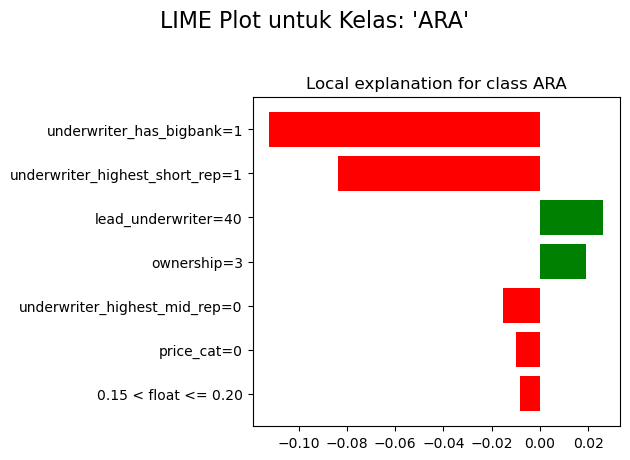 LIME Plot untuk Kelas: 'ARA'
Local explanation for class ARA
underwriter_has_bigbank=1
underwriter_highest_short_rep=1
lead_underwriter=40
ownership=3
underwriter_highest_mid_rep=0
price_cat=0
0.15 < float <= 0.20
−0.10 −0.08 −0.06 −0.04 −0.02 0.00 0.02